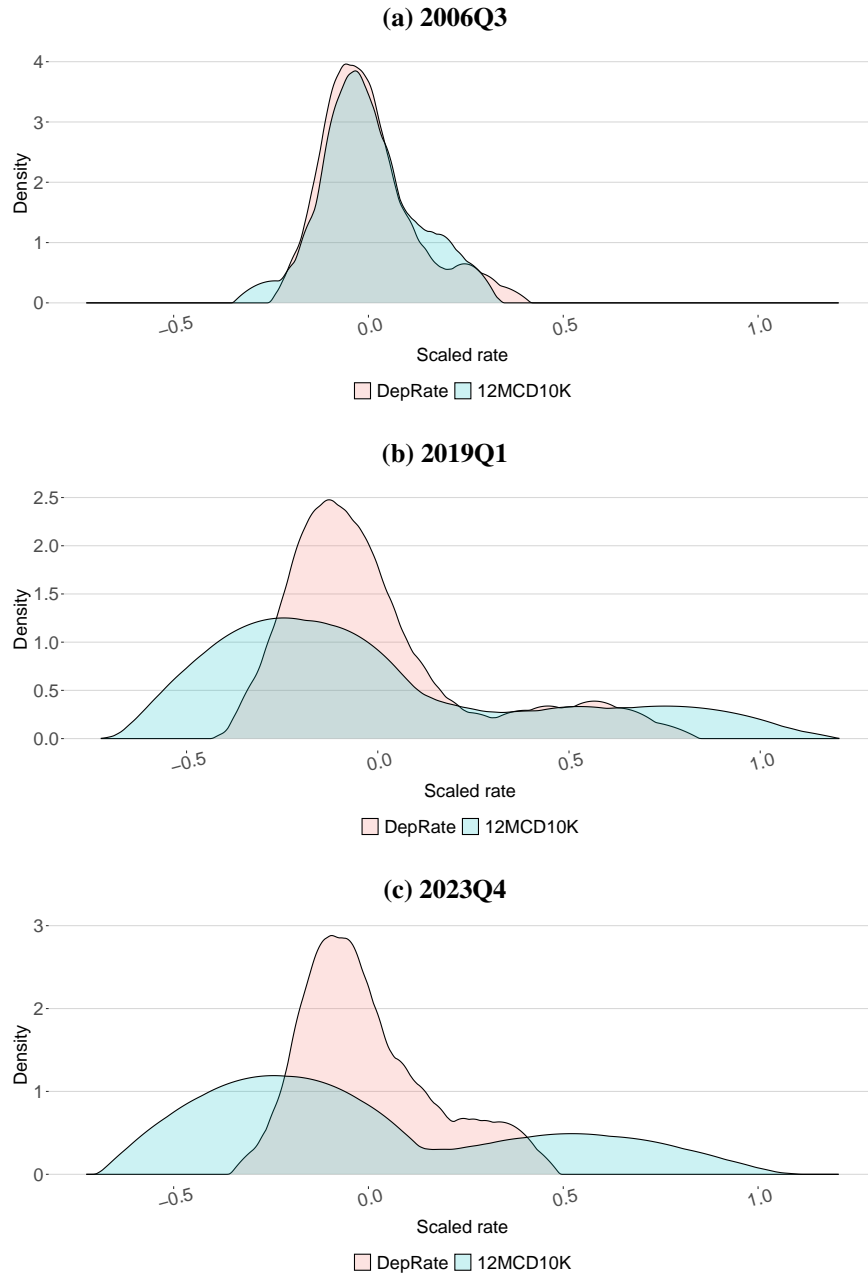 (a) 2006Q3
4
3
2
1
0
Density
−0.5 0.0 0.5 1.0
Scaled rate
DepRate 12MCD10K
(b) 2019Q1
2.5
2.0
1.5
1.0
0.5
0.0
Density
−0.5 0.0 0.5 1.0
Scaled rate
DepRate 12MCD10K
(c) 2023Q4
3
2
1
0
Density
−0.5 0.0 0.5 1.0
Scaled rate
DepRate 12MCD10K